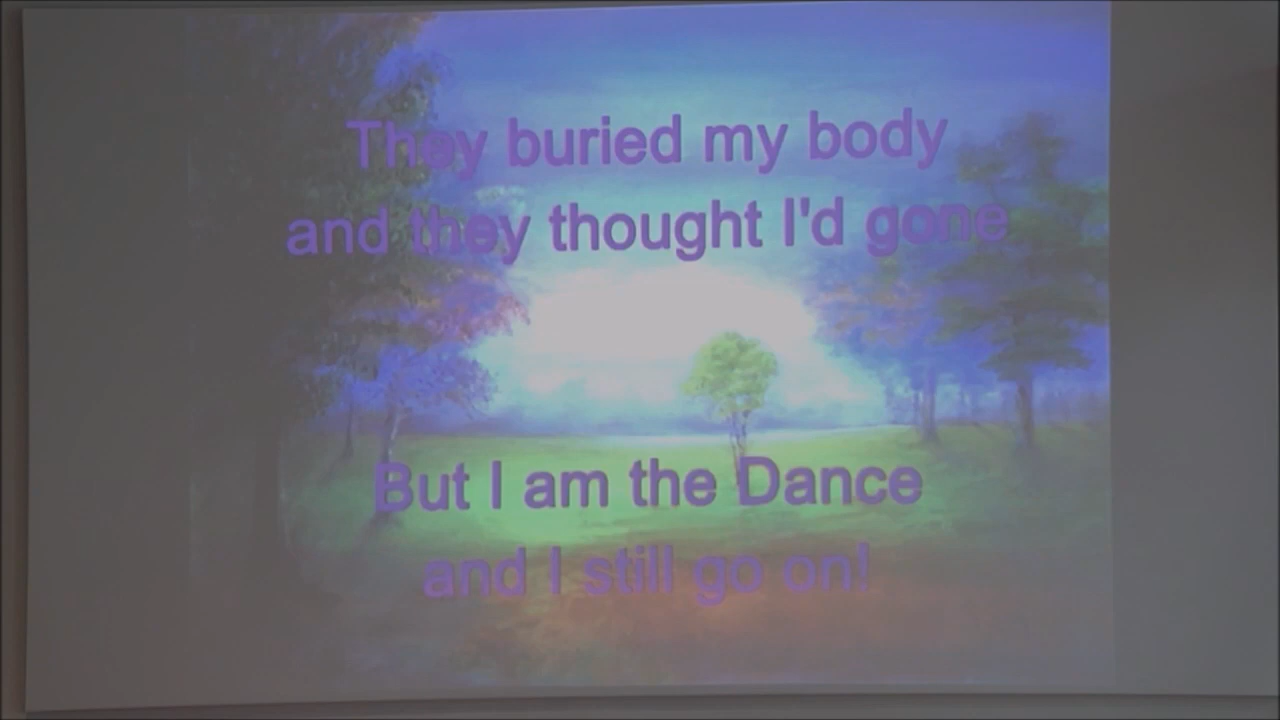 They buried my body
and they thought I'd gone
But I am the Dance
and I still go on!